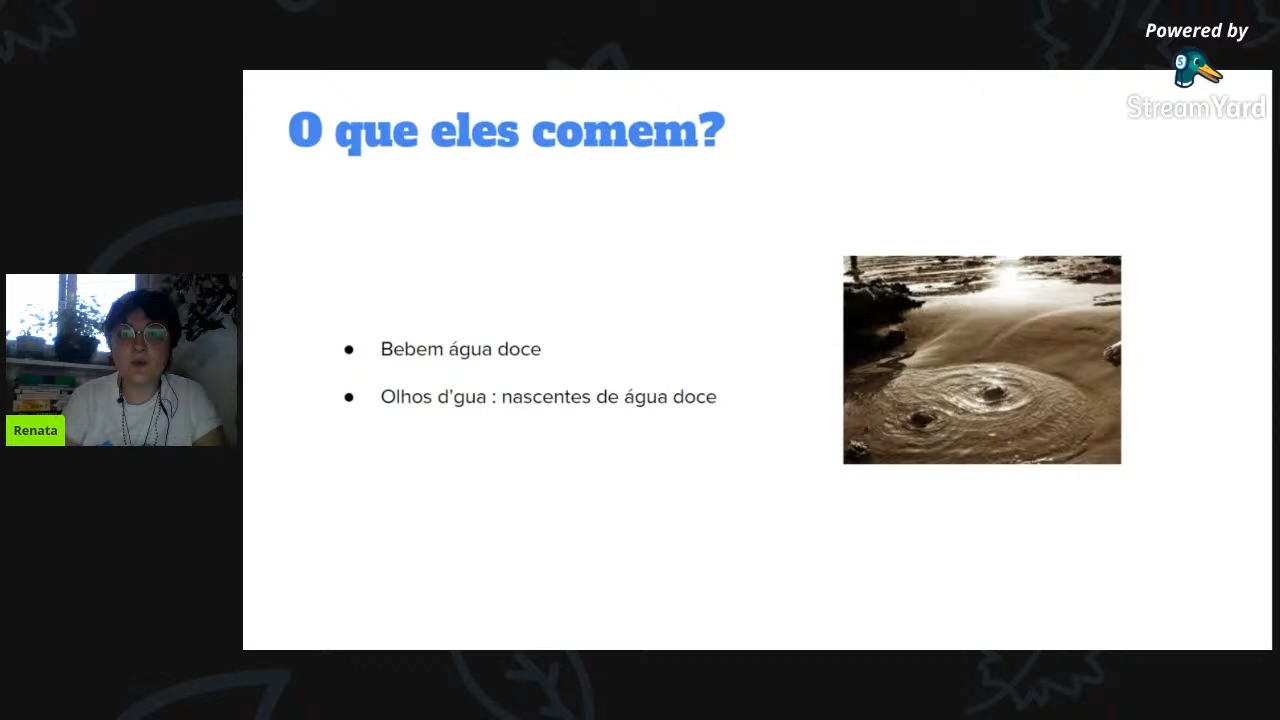 Powered by
StreamYard
O que eles comem?
● Bebem água doce
● Olhos d'gua : nascentes de água doce
Renata